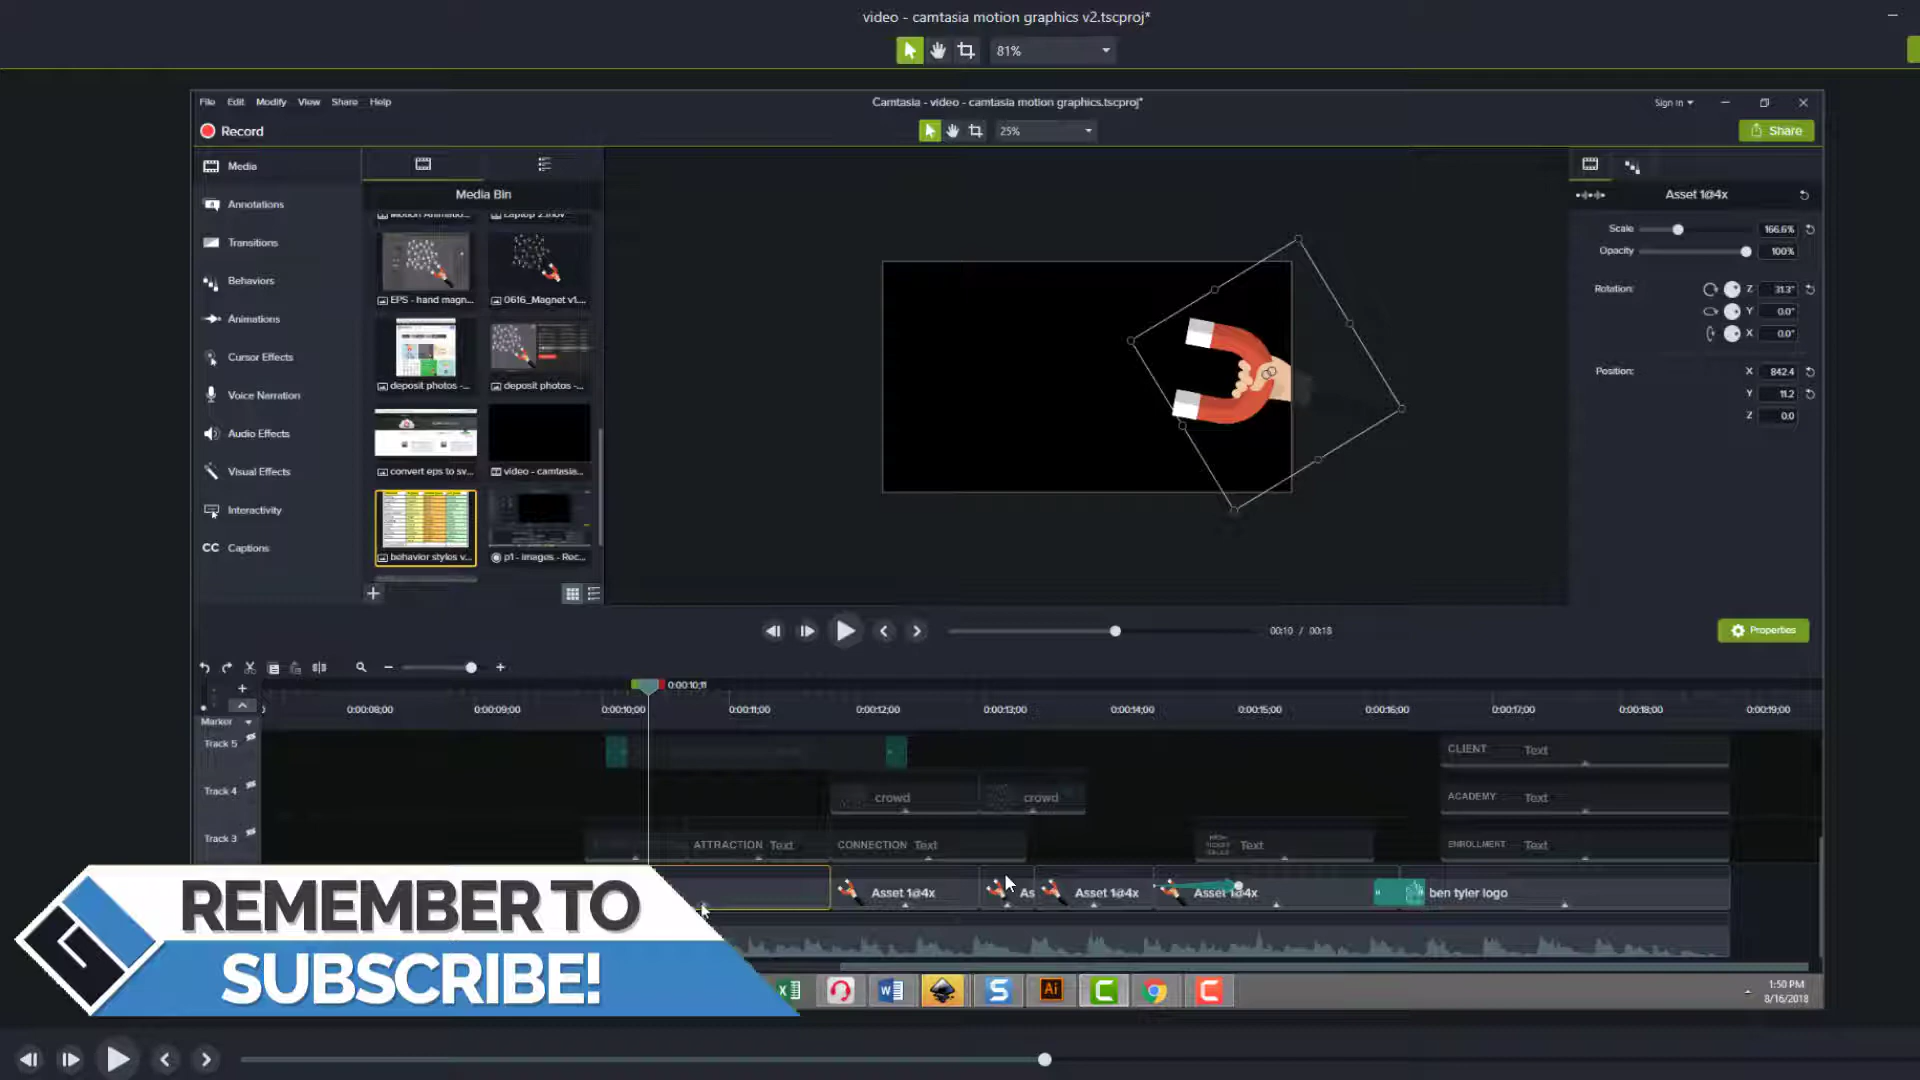 video - camtasia motion graphics v2.tscproj*
81%
File Edit Modify View Share Help
Camtasia - video - camtasia motion graphics.tscproj*
Sign in
Record
25%
Share
Media
Annotations
Transitions
Behaviors
Animations
Cursor Effects
Voice Narration
Audio Effects
Visual Effects
Interactivity
CC Captions
Media Bin
Motion Animatio...
Laptop 2.mov
EPS - hand magn...
0616_Magnet v1....
deposit photos -...
deposit photos -...
convert eps to sv...
video - camtasia...
behavior styles v...
p1 - images - Rec...
Asset 1@4x
Scale 166.6%
Opacity 100%
Rotation: Z 31.3°
Y 0.0°
X 0.0°
Position: X 842.4
Y 11.2
Z 0.0
00:10 / 00:18
Properties
0:00:10;11
0:00:08;00 0:00:09;00 0:00:10;00 0:00:11;00 0:00:12;00 0:00:13;00 0:00:14;00 0:00:15;00 0:00:16;00 0:00:17;00 0:00:18;00 0:00:19;00
Marker
Track 5
CLIENT Text
Track 4
crowd
crowd
ACADEMY Text
Track 3
ATTRACTION Text
CONNECTION Text
HIGH TICKET SALES Text
ENROLLMENT Text
Asset 1@4x
As
Asset 1@4x
Asset 1@4x
ben tyler logo
REMEMBER TO
SUBSCRIBE!
1:50 PM
8/16/2018